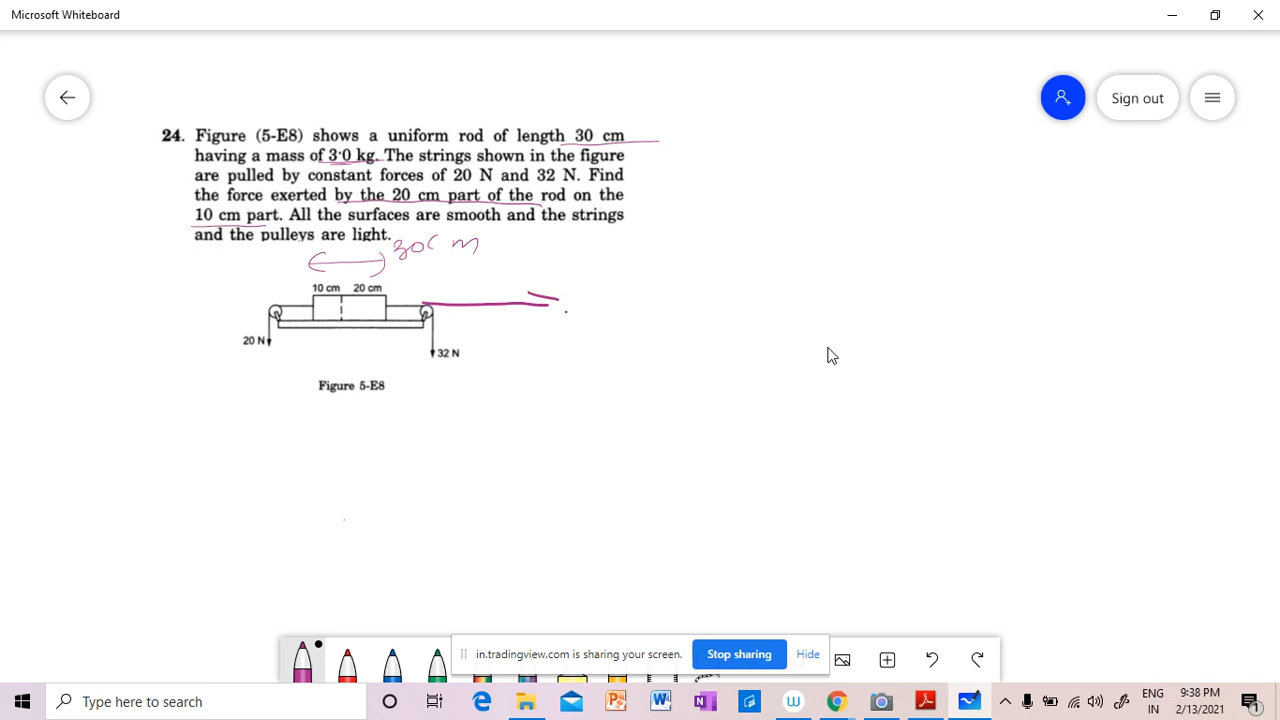 Microsoft Whiteboard
Sign out
24. Figure (5-E8) shows a uniform rod of length 30 cm
having a mass of 3·0 kg. The strings shown in the figure
are pulled by constant forces of 20 N and 32 N. Find
the force exerted by the 20 cm part of the rod on the
10 cm part. All the surfaces are smooth and the strings
and the pulleys are light.
30c m
10 cm 20 cm
20 N
32 N
Figure 5-E8
in.tradingview.com is sharing your screen.
Stop sharing
Hide
Type here to search
ENG
IN
9:38 PM
2/13/2021
1